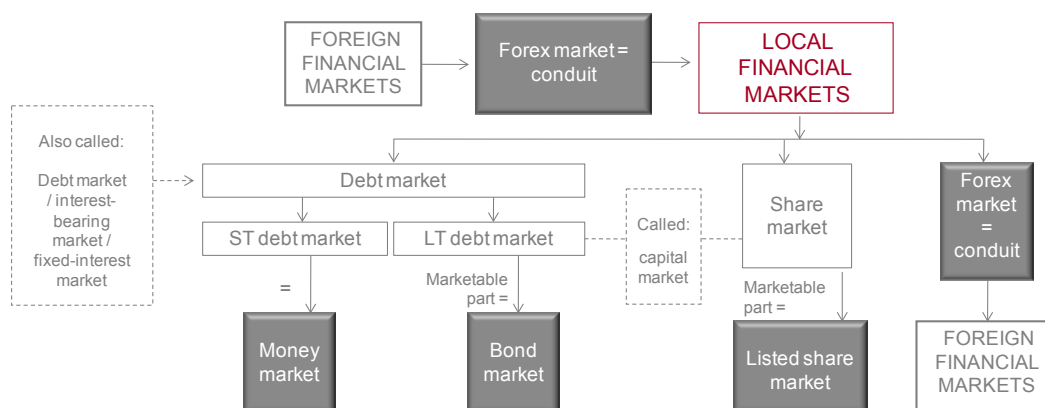 FOREIGN
FINANCIAL
MARKETS
Forex market =
conduit
LOCAL
FINANCIAL
MARKETS
Also called:
Debt market
/ interest-
bearing
market /
fixed-interest
market
Debt market
ST debt market
LT debt market
Called:
capital
market
Share
market
Forex
market
=
conduit
=
Marketable
part =
Marketable
part =
Money
market
Bond
market
Listed share
market
FOREIGN
FINANCIAL
MARKETS